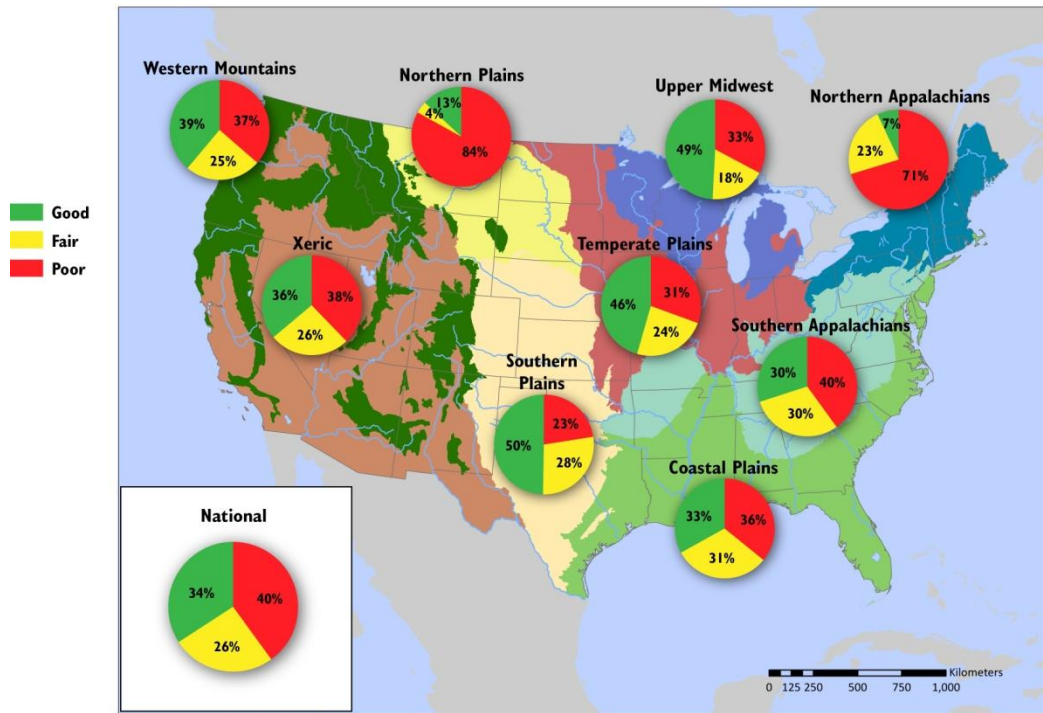 Western Mountains
39%
37%
25%
Northern Plains
13%
4%
84%
Upper Midwest
49%
33%
18%
Northern Appalachians
7%
23%
71%
Good
Fair
Poor
Xeric
36%
38%
26%
Temperate Plains
46%
31%
24%
Southern Appalachians
30%
40%
30%
Southern
Plains
50%
23%
28%
Coastal Plains
33%
36%
31%
National
34%
40%
26%
Kilometers
0 125 250 500 750 1,000